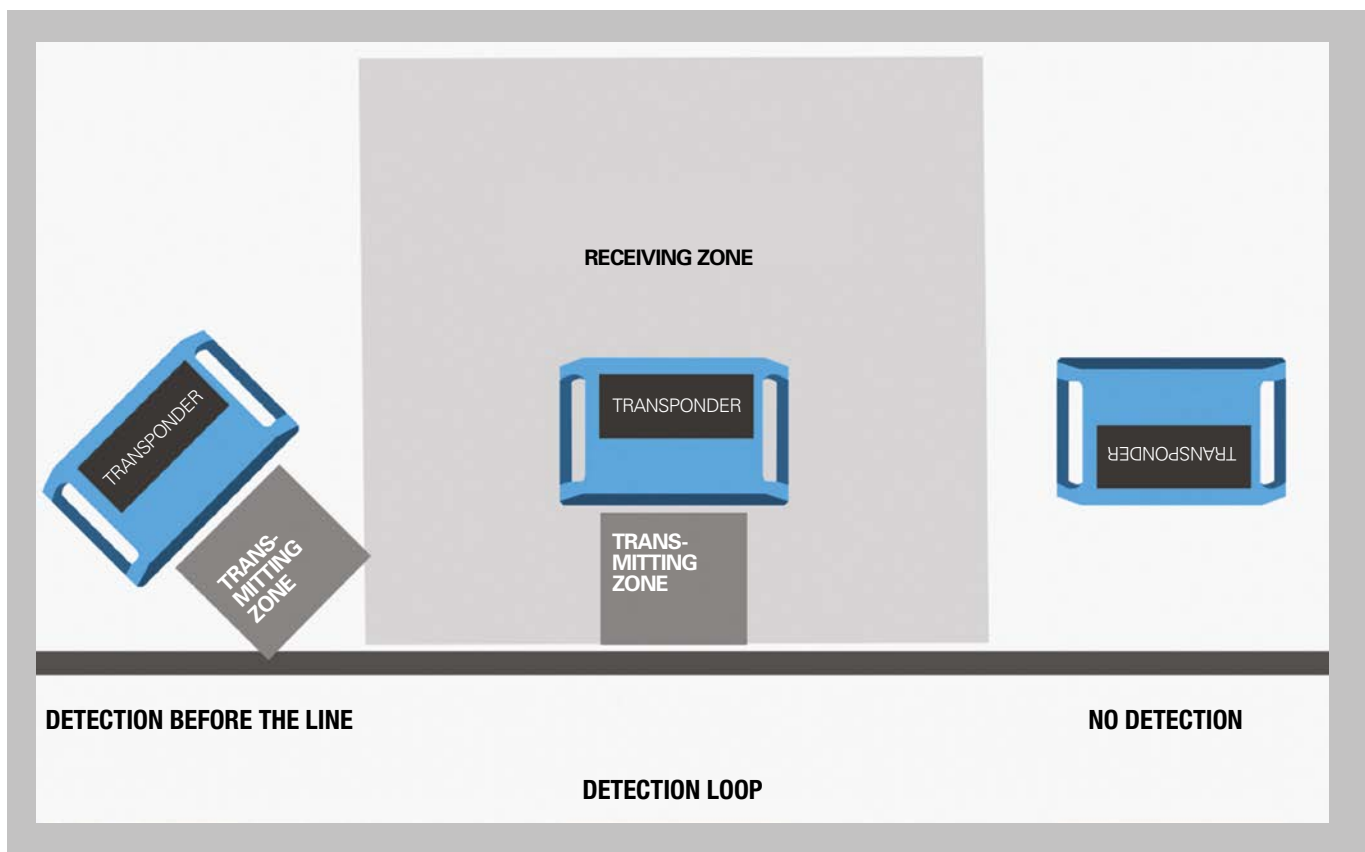 RECEIVING ZONE
TRANSPONDER
TRANSPONDER
TRANSPONDER
TRANS-
MITTING
ZONE
TRANS-
MITTING
ZONE
DETECTION BEFORE THE LINE
NO DETECTION
DETECTION LOOP